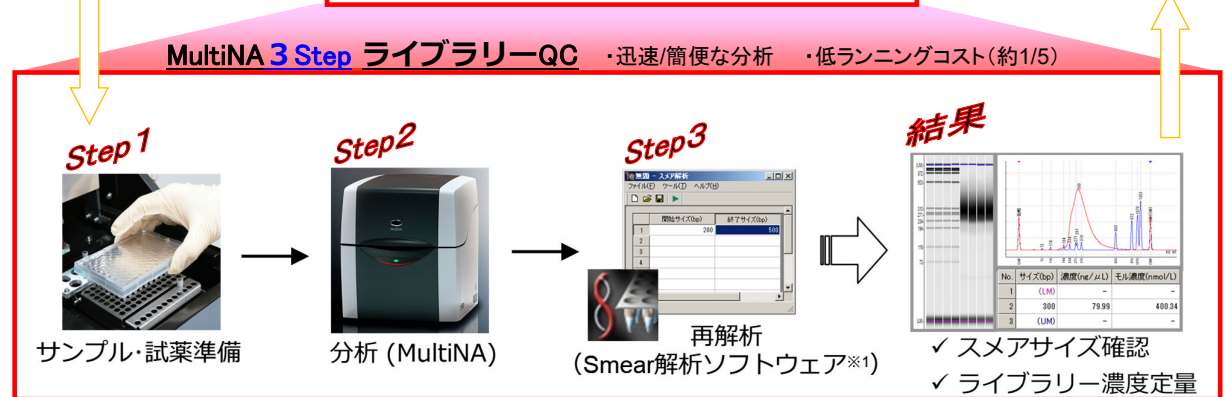 MultiNA 3 Step ライブラリーQC ・迅速/簡便な分析 ・低ランニングコスト(約1/5)
Step1
Step2
Step3
結果
無題 - スメア解析
ファイル(F) ツール(T) ヘルプ(H)
開始サイズ(bp) 終了サイズ(bp)
1 200 500
2
3
4
No. サイズ(bp) 濃度(ng/μL) モル濃度(nmol/L)
1 (LM) - -
2 300 79.99 400.34
3 (UM) - -
サンプル・試薬準備
分析 (MultiNA)
再解析
(Smear解析ソフトウェア※1)
✓ スメアサイズ確認
✓ ライブラリー濃度定量